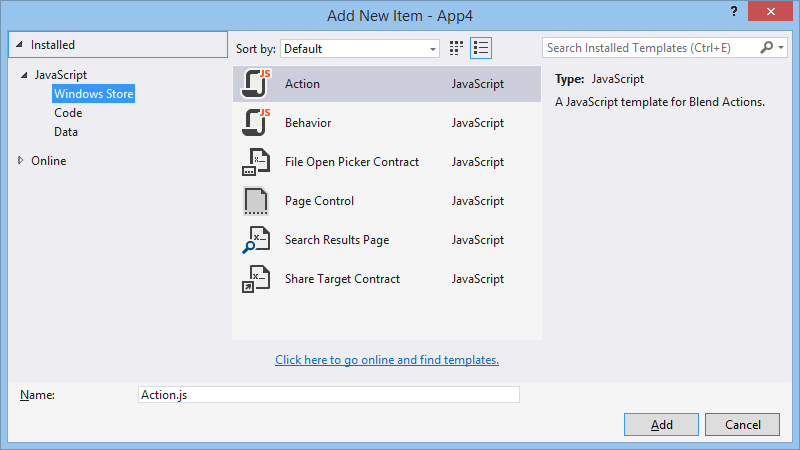 Add New Item - App4
?
Installed
Sort by: Default
Search Installed Templates (Ctrl+E)
JavaScript
Windows Store
Code
Data
Online
JS Action JavaScript
JS Behavior JavaScript
File Open Picker Contract JavaScript
Page Control JavaScript
Search Results Page JavaScript
Share Target Contract JavaScript
Type: JavaScript
A JavaScript template for Blend Actions.
Click here to go online and find templates.
Name: Action.js
Add Cancel